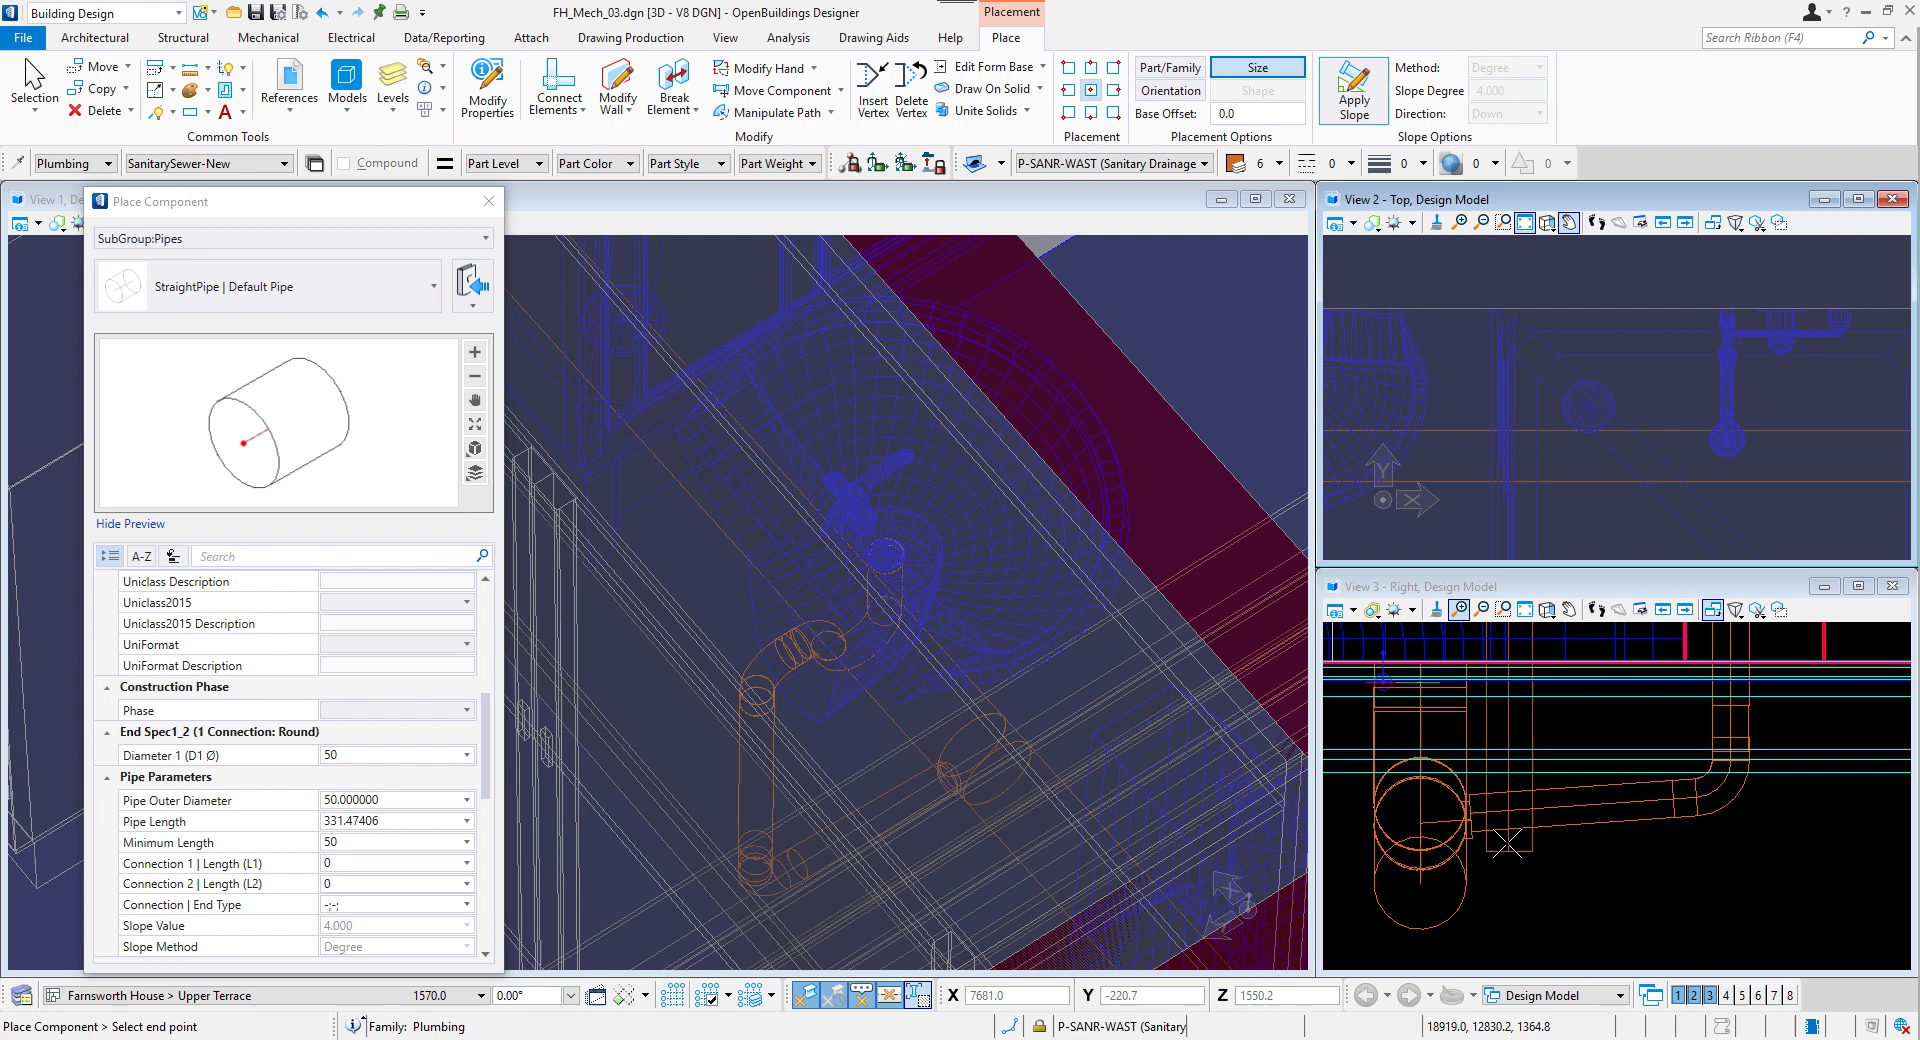 Building Design
V8
FH_Mech_03.dgn [3D - V8 DGN] - OpenBuildings Designer
Placement
File
Architectural
Structural
Mechanical
Electrical
Data/Reporting
Attach
Drawing Production
View
Analysis
Drawing Aids
Help
Place
Search Ribbon (F4)
Selection
Move
Copy
Delete
References
Models
Levels
Common Tools
Modify Properties
Connect Elements
Modify Wall
Break Element
Modify Hand
Move Component
Manipulate Path
Insert Vertex
Delete Vertex
Edit Form Base
Draw On Solid
Unite Solids
Modify
Placement
Part/Family
Size
Orientation
Shape
Base Offset:
0.0
Placement Options
Apply Slope
Method:
Degree
Slope Degree
4.000
Direction:
Down
Slope Options
Plumbing
SanitarySewer-New
Compound
Part Level
Part Color
Part Style
Part Weight
P-SANR-WAST (Sanitary Drainage
6
0
0
0
0
View 1, De
Place Component
SubGroup:Pipes
StraightPipe | Default Pipe
Hide Preview
A-Z
Search
Uniclass Description
Uniclass2015
Uniclass2015 Description
UniFormat
UniFormat Description
Construction Phase
Phase
End Spec1_2 (1 Connection: Round)
Diameter 1 (D1 Ø)
50
Pipe Parameters
Pipe Outer Diameter
50.000000
Pipe Length
331.47406
Minimum Length
50
Connection 1 | Length (L1)
0
Connection 2 | Length (L2)
0
Connection | End Type
-;-;
Slope Value
4.000
Slope Method
Degree
View 2 - Top, Design Model
Y
X
View 3 - Right, Design Model
Farnsworth House > Upper Terrace
1570.0
0.00°
X
7681.0
Y
-220.7
Z
1550.2
Design Model
1 2 3 4 5 6 7 8
Place Component > Select end point
Family: Plumbing
P-SANR-WAST (Sanitary
18919.0, 12830.2, 1364.8